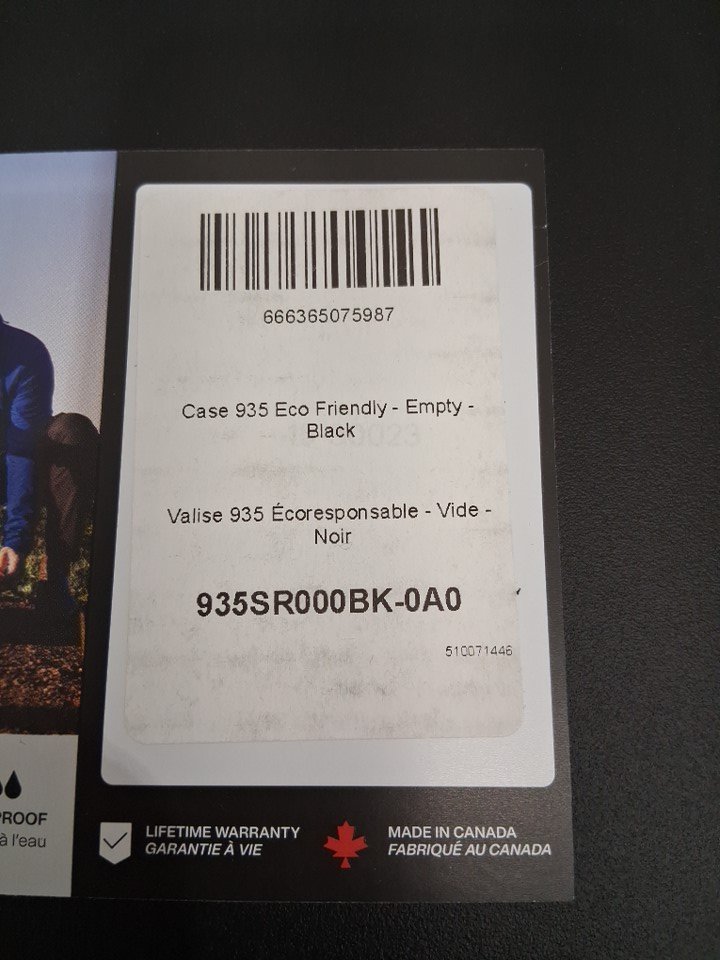 666365075987
Case 935 Eco Friendly - Empty -
Black
Valise 935 Écoresponsable - Vide -
Noir
935SR000BK-0A0
510071446
ROOF
à l'eau
LIFETIME WARRANTY
GARANTIE À VIE
MADE IN CANADA
FABRIQUÉ AU CANADA